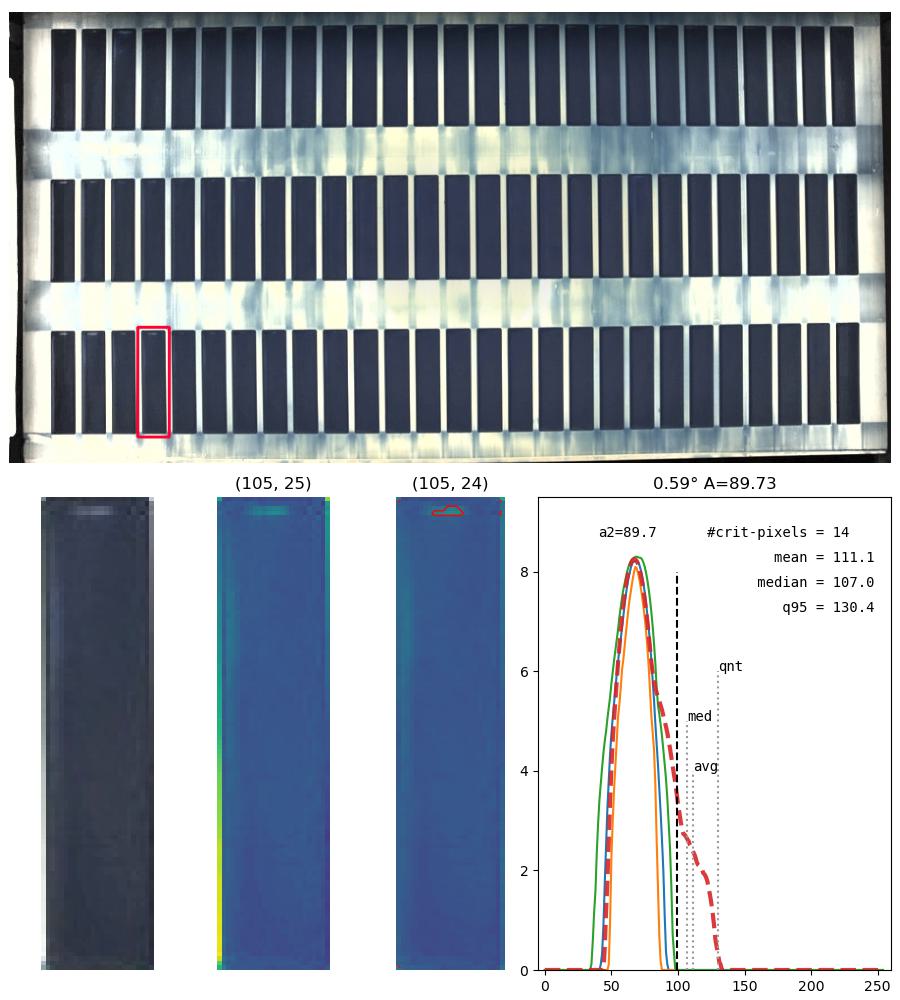 (105, 25)
(105, 24)
0.59° A=89.73
a2=89.7
#crit-pixels = 14
mean = 111.1
median = 107.0
q95 = 130.4
qnt
med
avg
8
6
4
2
0
0 50 100 150 200 250